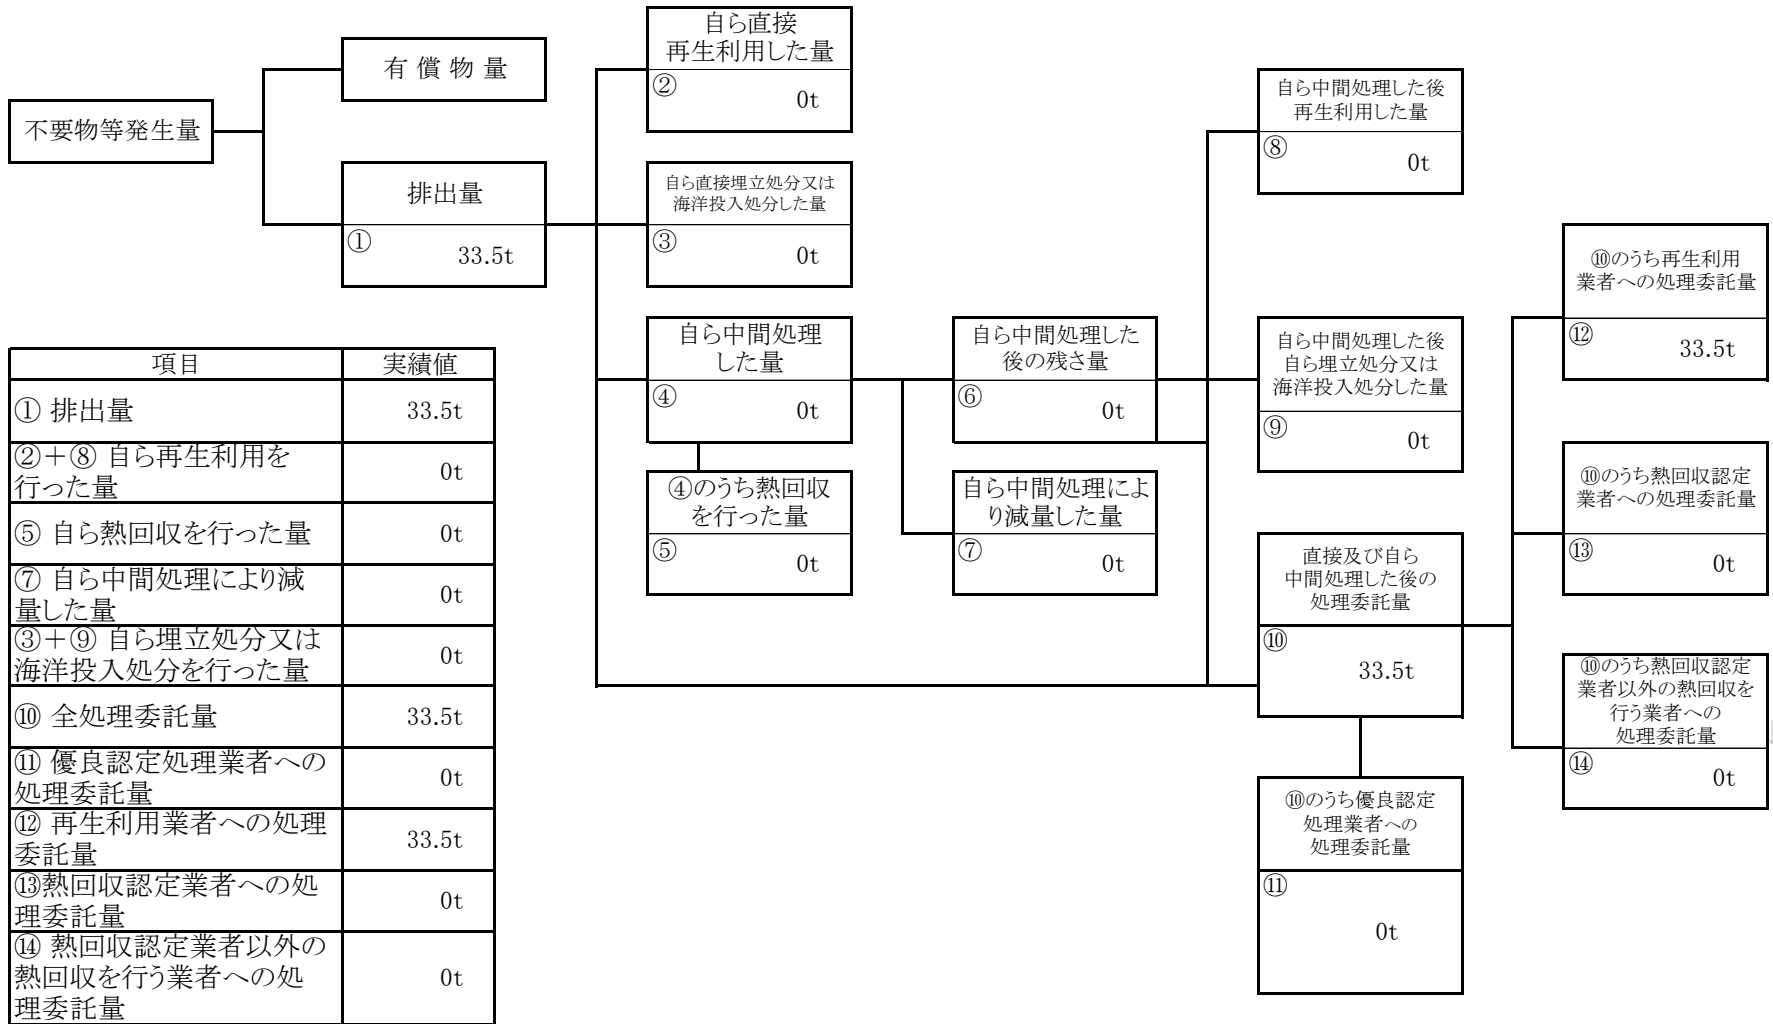 不要物等発生量
有 償 物 量
排出量
①
33.5t
自ら直接
再生利用した量
②
0t
自ら直接埋立処分又は
海洋投入処分した量
③
0t
自ら中間処理
した量
④
0t
④のうち熱回収
を行った量
⑤
0t
自ら中間処理した
後の残さ量
⑥
0t
自ら中間処理によ
り減量した量
⑦
0t
自ら中間処理した後
再生利用した量
⑧
0t
自ら中間処理した後
自ら埋立処分又は
海洋投入処分した量
⑨
0t
直接及び自ら
中間処理した後の
処理委託量
⑩
33.5t
⑩のうち優良認定
処理業者への
処理委託量
⑪
0t
⑩のうち再生利用
業者への処理委託量
⑫
33.5t
⑩のうち熱回収認定
業者への処理委託量
⑬
0t
⑩のうち熱回収認定
業者以外の熱回収を
行う業者への
処理委託量
⑭
0t
項目 実績値
① 排出量 33.5t
②+⑧ 自ら再生利用を
行った量 0t
⑤ 自ら熱回収を行った量 0t
⑦ 自ら中間処理により減
量した量 0t
③+⑨ 自ら埋立処分又は
海洋投入処分を行った量 0t
⑩ 全処理委託量 33.5t
⑪ 優良認定処理業者への
処理委託量 0t
⑫ 再生利用業者への処理
委託量 33.5t
⑬熱回収認定業者への処
理委託量 0t
⑭ 熱回収認定業者以外の
熱回収を行う業者への処
理委託量 0t